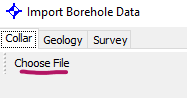 Import Borehole Data
Collar Geology Survey
Choose File